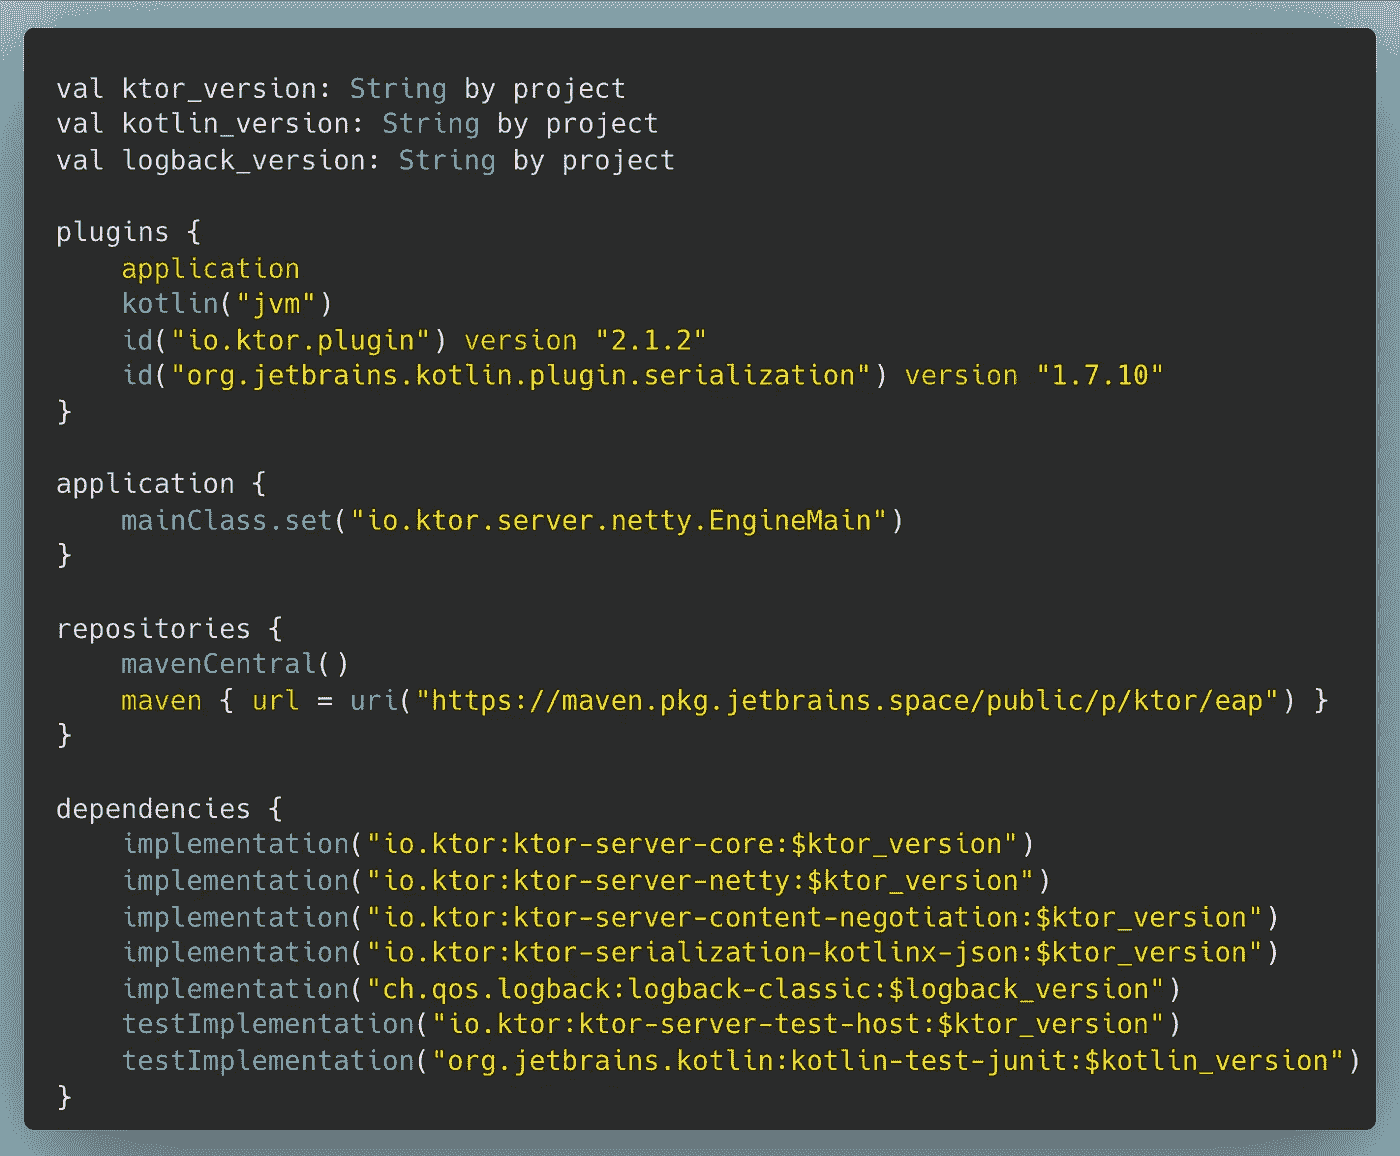 val ktor_version: String by project
val kotlin_version: String by project
val logback_version: String by project

plugins {
    application
    kotlin("jvm")
    id("io.ktor.plugin") version "2.1.2"
    id("org.jetbrains.kotlin.plugin.serialization") version "1.7.10"
}

application {
    mainClass.set("io.ktor.server.netty.EngineMain")
}

repositories {
    mavenCentral()
    maven { url = uri("https://maven.pkg.jetbrains.space/public/p/ktor/eap") }
}

dependencies {
    implementation("io.ktor:ktor-server-core:$ktor_version")
    implementation("io.ktor:ktor-server-netty:$ktor_version")
    implementation("io.ktor:ktor-server-content-negotiation:$ktor_version")
    implementation("io.ktor:ktor-serialization-kotlinx-json:$ktor_version")
    implementation("ch.qos.logback:logback-classic:$logback_version")
    testImplementation("io.ktor:ktor-server-test-host:$ktor_version")
    testImplementation("org.jetbrains.kotlin:kotlin-test-junit:$kotlin_version")
}